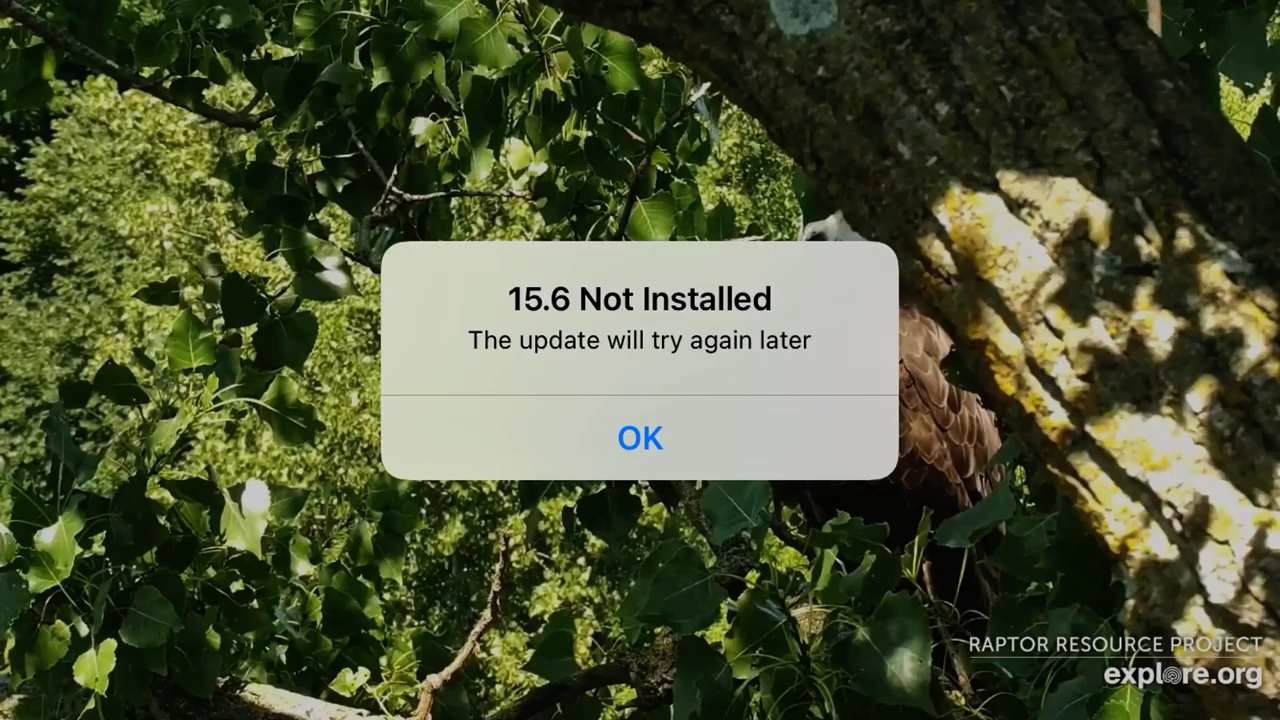 15.6 Not Installed
The update will try again later
OK
RAPTOR RESOURCE PROJECT
explore.org